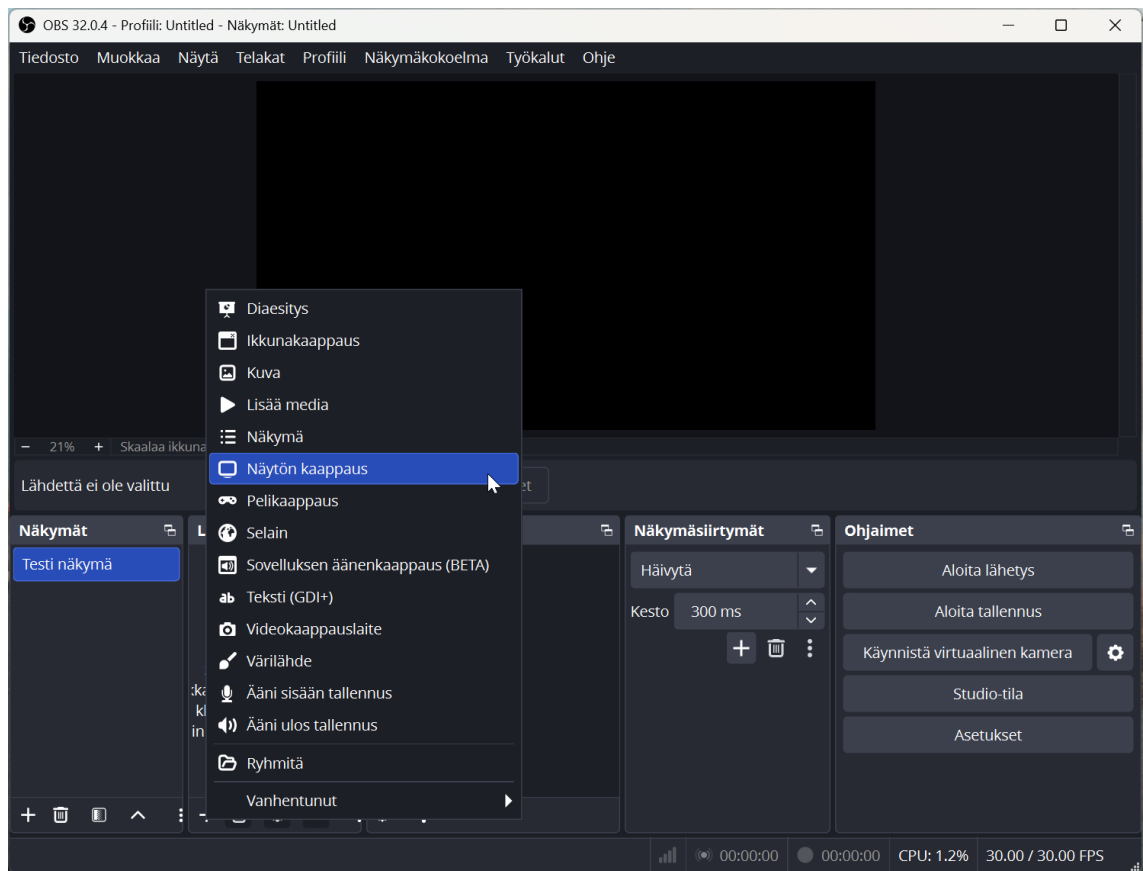 OBS 32.0.4 - Profiili: Untitled - Näkymät: Untitled
Tiedosto Muokkaa Näytä Telakat Profiili Näkymäkokoelma Työkalut Ohje
Diaesitys
Ikkunakaappaus
Kuva
Lisää media
Näkymä
Näytön kaappaus
Pelikaappaus
Selain
Sovelluksen äänenkaappaus (BETA)
ab Teksti (GDI+)
Videokaappauslaite
Värilähde
Ääni sisään tallennus
Ääni ulos tallennus
Ryhmitä
Vanhentunut
- 21% + Skaalaa ikkuna
Lähdettä ei ole valittu
Näkymät
Testi näkymä
Näkymäsiirtymät
Häivytä
Kesto 300 ms
Ohjaimet
Aloita lähetys
Aloita tallennus
Käynnistä virtuaalinen kamera
Studio-tila
Asetukset
00:00:00 00:00:00 CPU: 1.2% 30.00 / 30.00 FPS